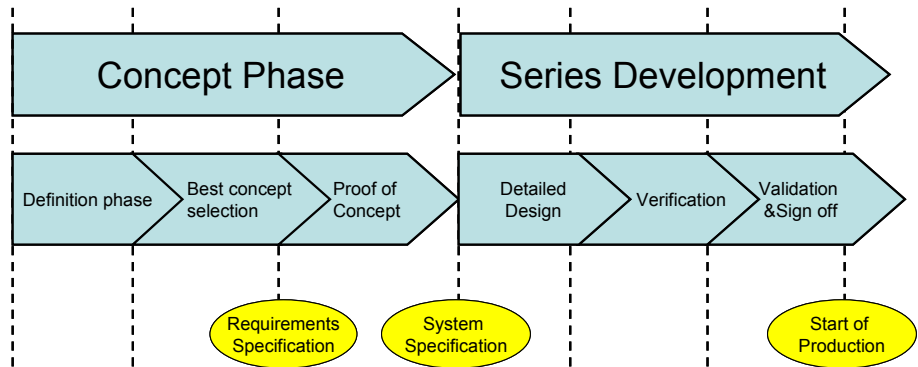 Concept Phase
Series Development
Definition phase
Best concept
selection
Proof of
Concept
Detailed
Design
Verification
Validation
&Sign off
Requirements
Specification
System
Specification
Start of
Production